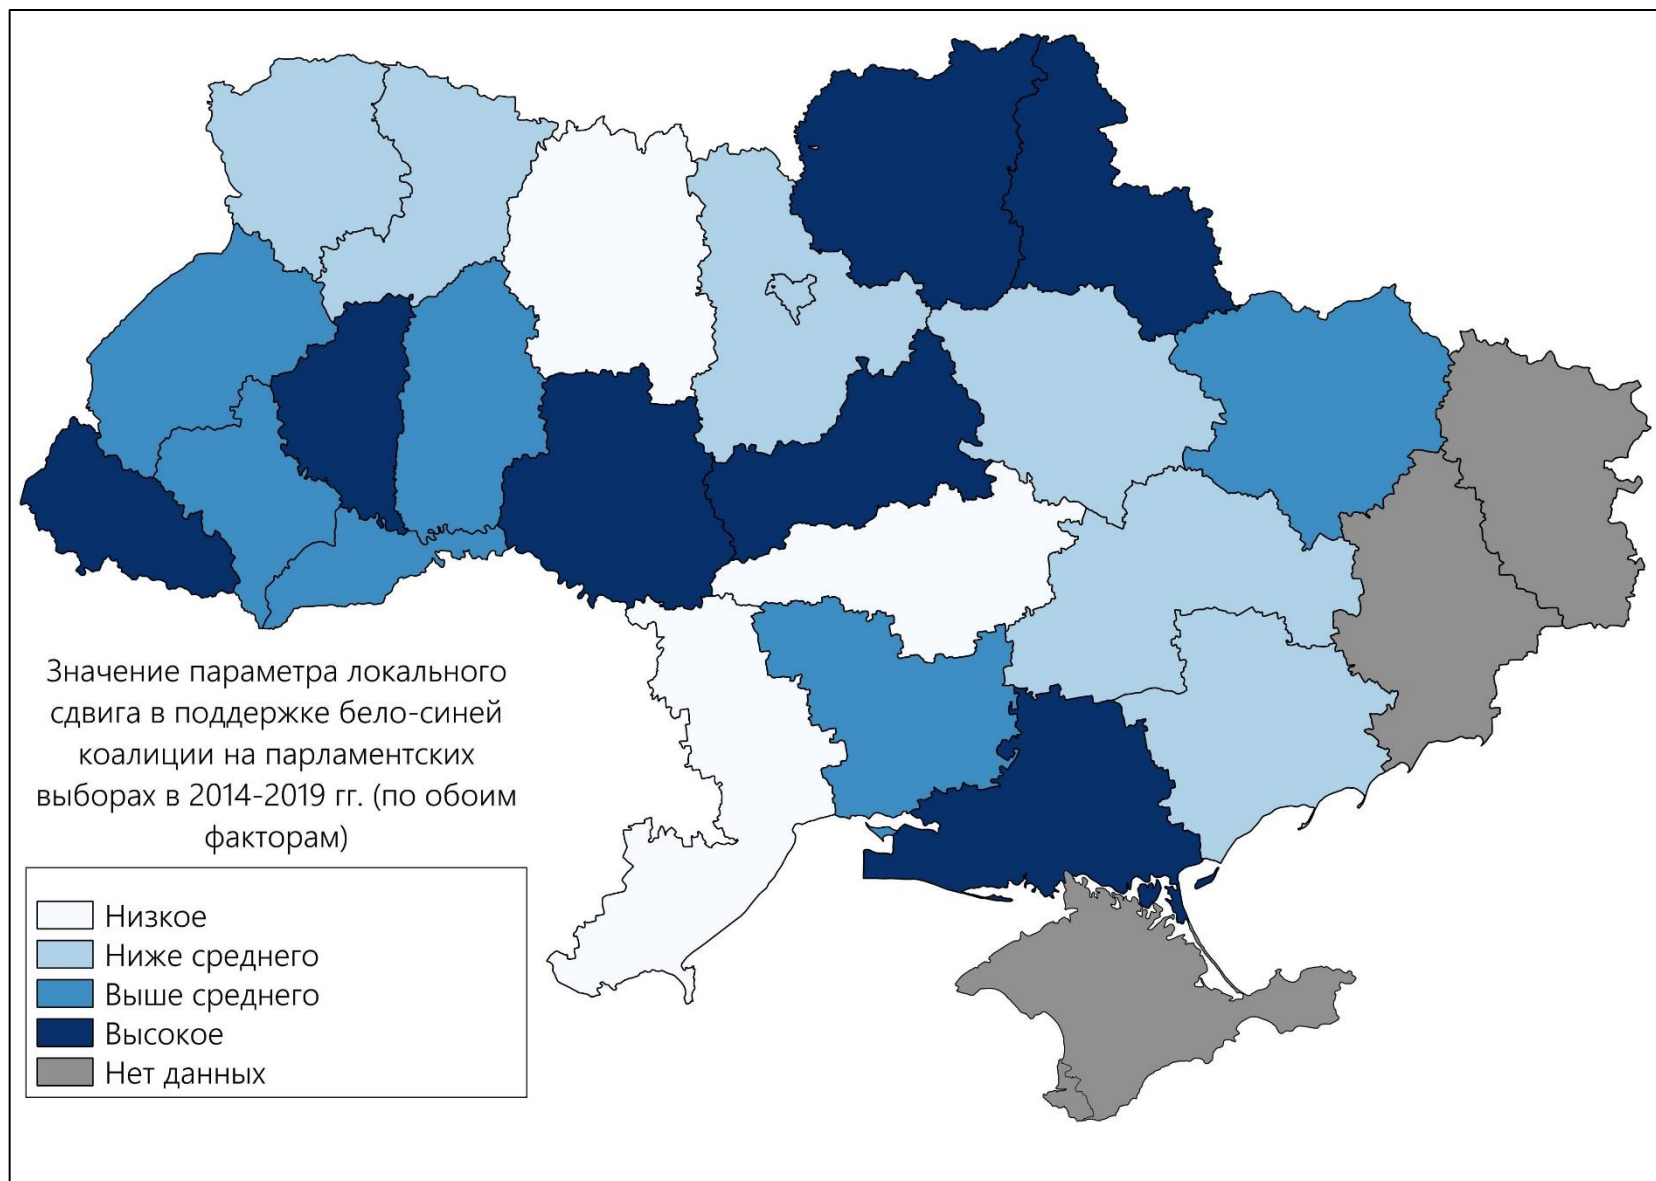 Значение параметра локального
сдвига в поддержке бело-синей
коалиции на парламентских
выборах в 2014-2019 гг. (по обоим
факторам)
Низкое
Ниже среднего
Выше среднего
Высокое
Нет данных